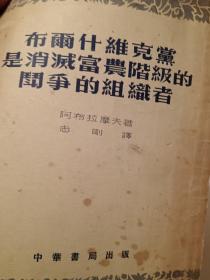 布爾什維克黨
是消滅富農階級的
鬥爭的組織者
阿布拉摩夫著
志剛譯
中華書局出版